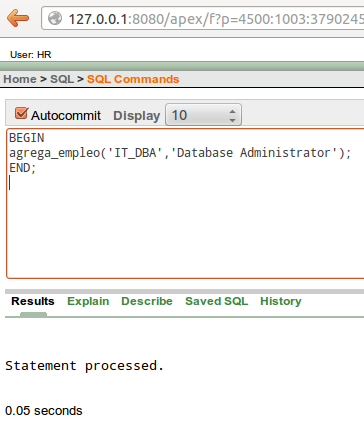 127.0.0.1:8080/apex/f?p=4500:1003:3790245
User: HR
Home > SQL > SQL Commands
Autocommit Display 10
BEGIN
agrega_empleo('IT_DBA','Database Administrator');
END;
Results Explain Describe Saved SQL History
Statement processed.
0.05 seconds